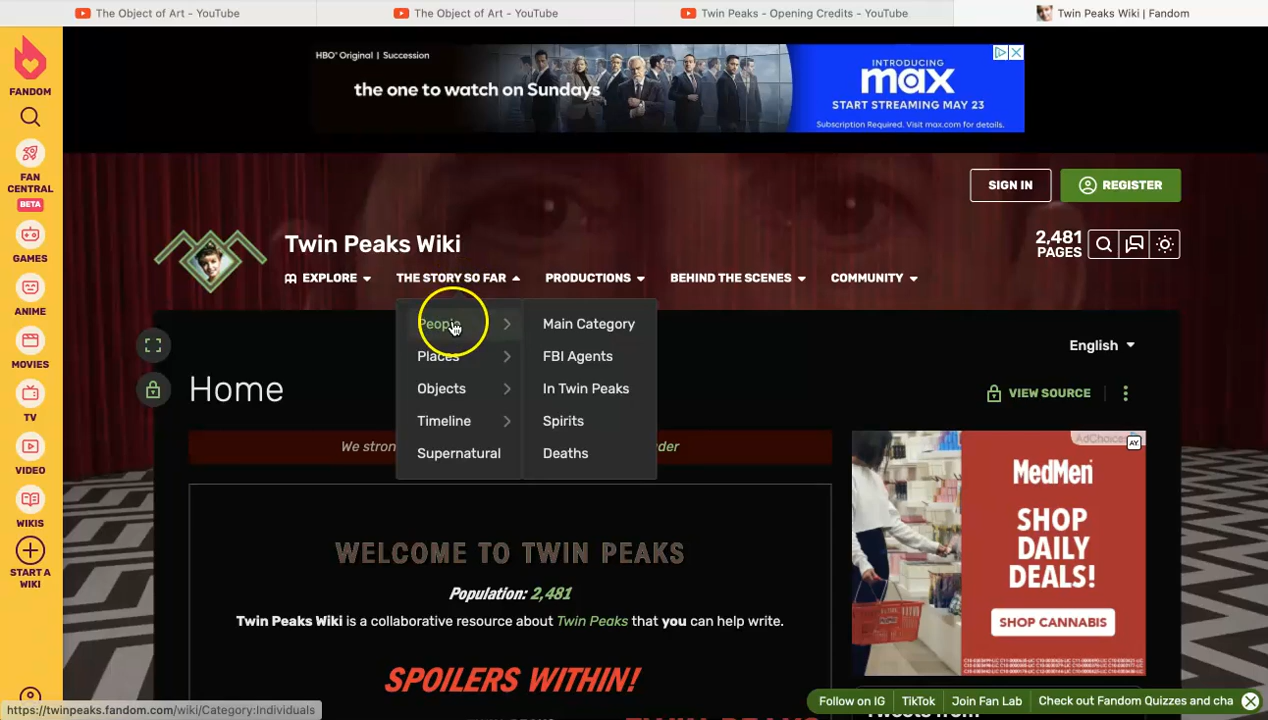 The Object of Art - YouTube
The Object of Art - YouTube
Twin Peaks - Opening Credits - YouTube
Twin Peaks Wiki | Fandom
FANDOM
FAN
CENTRAL
BETA
GAMES
ANIME
MOVIES
TV
VIDEO
WIKIS
START A
WIKI
HBO* Original | Succession
the one to watch on Sundays
INTRODUCING
max
START STREAMING MAY 23
Subscription Required. Visit max.com for details.
SIGN IN
REGISTER
Twin Peaks Wiki
2,481
PAGES
EXPLORE
THE STORY SO FAR
PRODUCTIONS
BEHIND THE SCENES
COMMUNITY
People
Places
Objects
Timeline
Supernatural
Main Category
FBI Agents
In Twin Peaks
Spirits
Deaths
English
Home
VIEW SOURCE
We stron
der
WELCOME TO TWIN PEAKS
Population: 2,481
Twin Peaks Wiki is a collaborative resource about Twin Peaks that you can help write.
SPOILERS WITHIN!
AdChoices
MedMen
SHOP
DAILY
DEALS!
SHOP CANNABIS
Follow on IG
TikTok
Join Fan Lab
Check out Fandom Quizzes and cha
https://twinpeaks.fandom.com/wiki/Category:Individuals